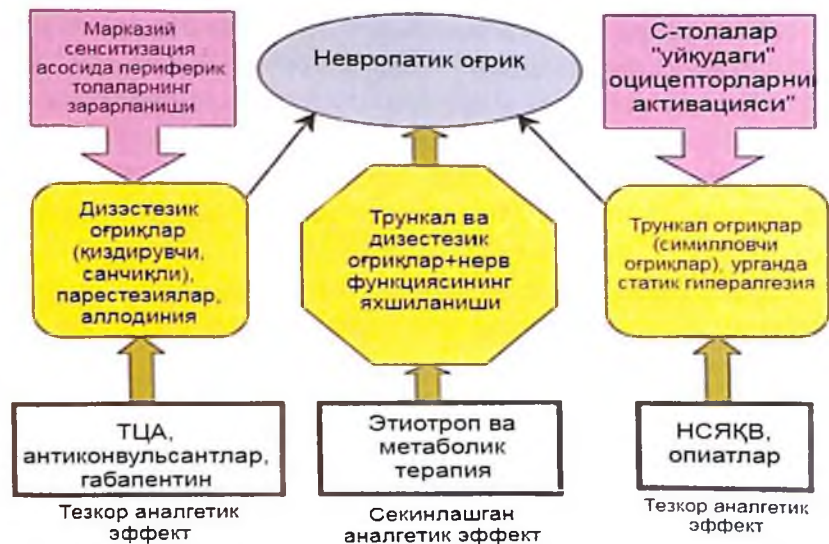 Марказий
сенситизация
асосида периферик
толаларнинг
зарарланиши
Невропатик оғриқ
С-толалар
"уйқудаги"
оцицепторларни
активацияси"
Дизэстезик
оғриқлар
(қиздирувчи,
санчиқли),
парестезиялар,
аллодиния
Трункал ва
дизестезик
оғриқлар+нерв
функциясининг
яхшиланиши
Трункал оғриқлар
(симилловчи
оғриқлар), урганда
статик гипералгезия
ТЦА,
антиконвульсантлар,
габапентин
Этиотроп ва
метаболик
терапия
НСЯҚВ,
опиатлар
Тезкор аналгетик
эффект
Секинлашган
аналгетик эффект
Тезкор аналгетик
эффект